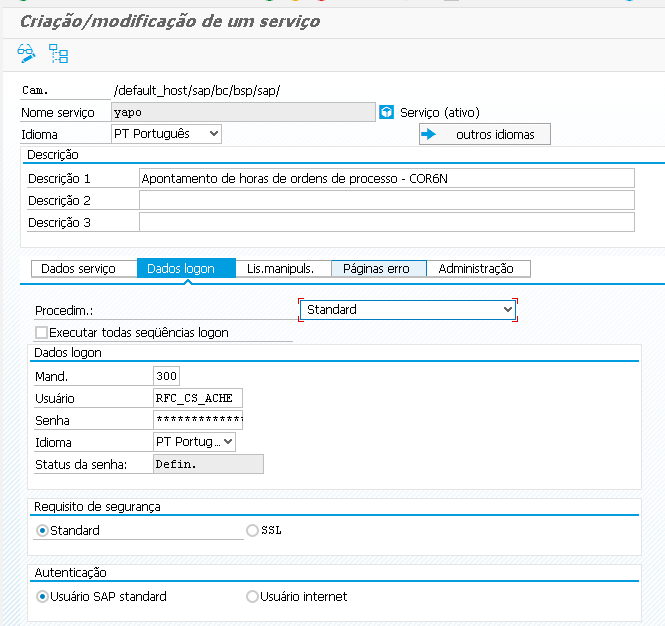 Criação/modificação de um serviço
Cam. /default_host/sap/bc/bsp/sap/
Nome serviço yapo Serviço (ativo)
Idioma PT Português outros idiomas
Descrição
Descrição 1 Apontamento de horas de ordens de processo - COR6N
Descrição 2
Descrição 3
Dados serviço Dados logon Lis.manipuls. Páginas erro Administração
Procedim.: Standard
Executar todas seqüências logon
Dados logon
Mand. 300
Usuário RFC_CS_ACHE
Senha *************
Idioma PT Portug...
Status da senha: Defin.
Requisito de segurança
Standard SSL
Autenticação
Usuário SAP standard Usuário internet